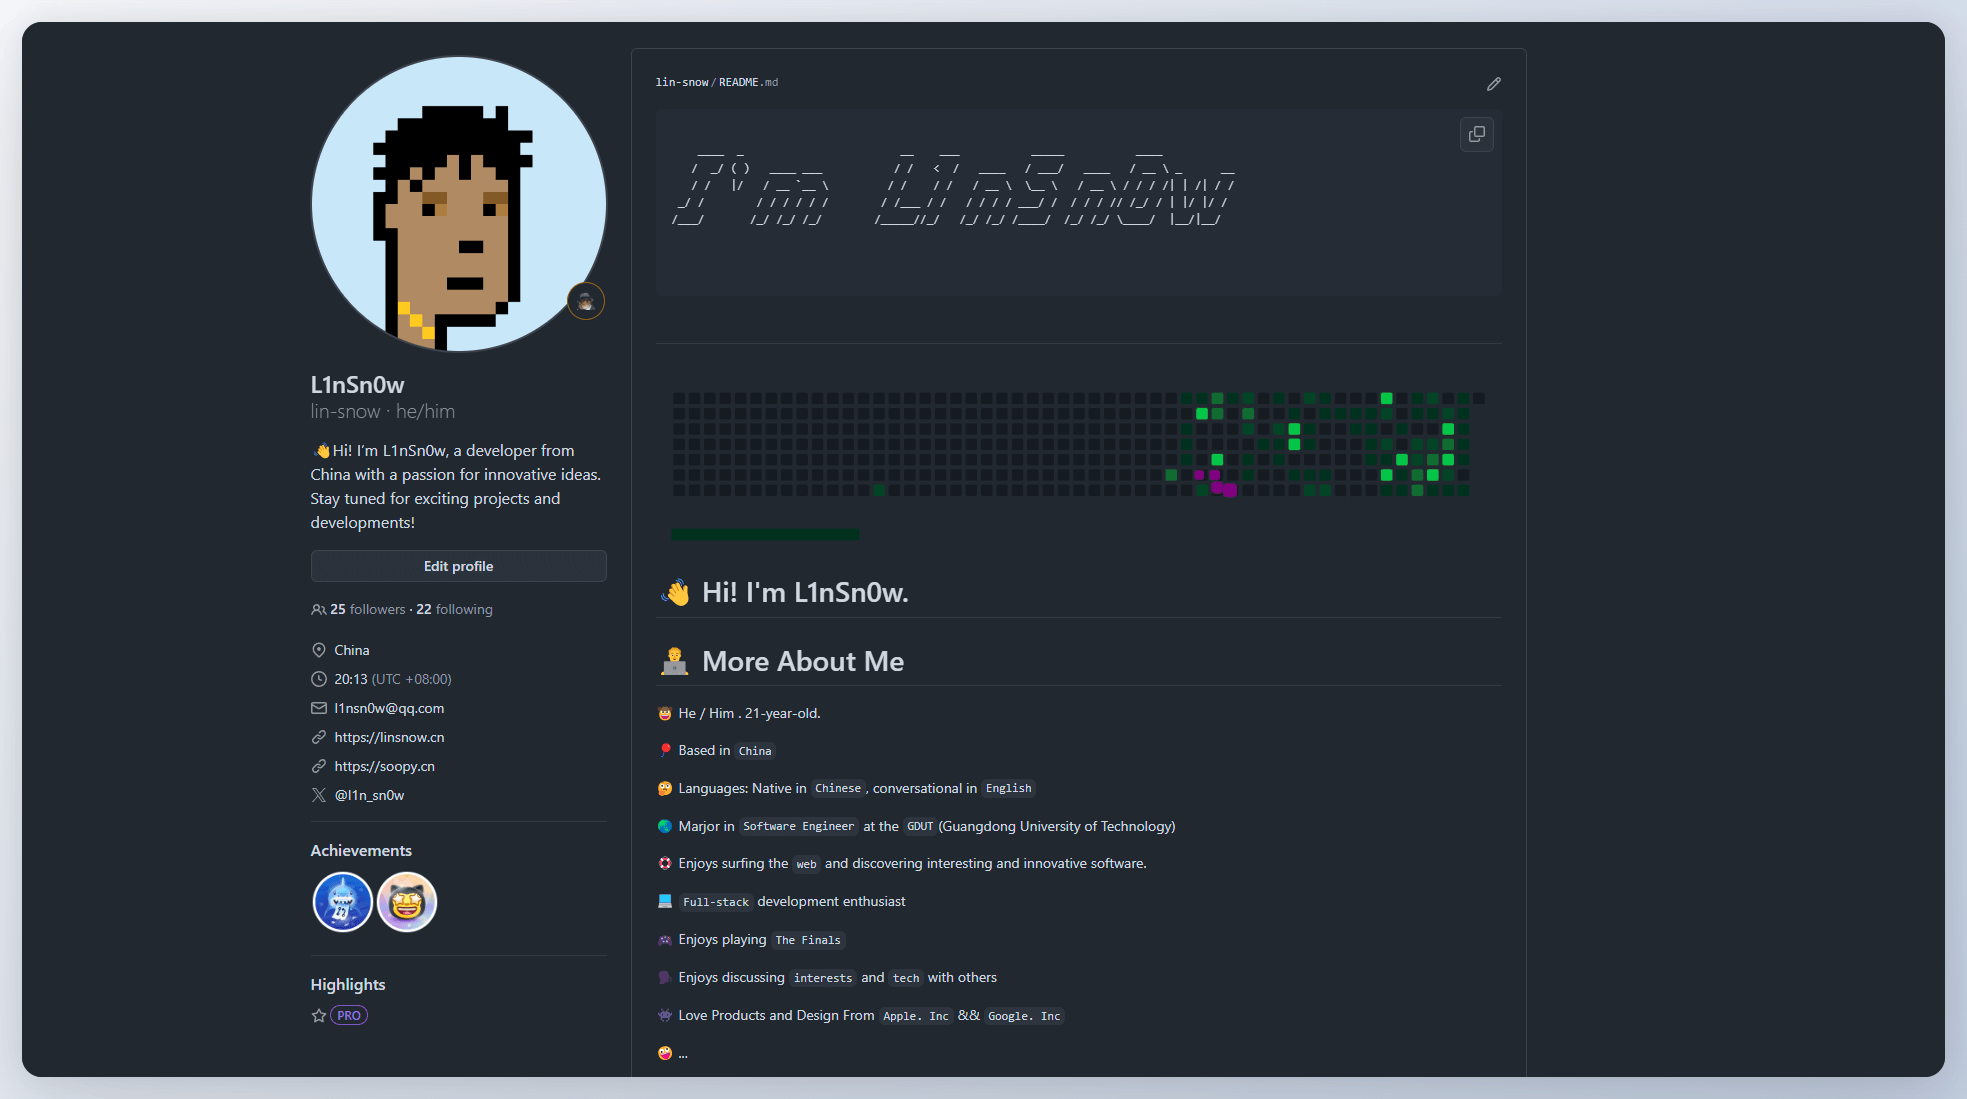 L1nSn0w
lin-snow · he/him
👋Hi! I'm L1nSn0w, a developer from
China with a passion for innovative ideas.
Stay tuned for exciting projects and
developments!
Edit profile
25 followers · 22 following
China
20:13 (UTC +08:00)
l1nsn0w@qq.com
https://linsnow.cn
https://soopy.cn
@l1n_sn0w
Achievements
Highlights
PRO
lin-snow/README.md
I'm L1nSn0w
👋 Hi! I'm L1nSn0w.
🧑‍💻 More About Me
🤠 He / Him . 21-year-old.
📍 Based in China
🤔 Languages: Native in Chinese, conversational in English
🌏 Marjor in Software Engineer at the GDUT (Guangdong University of Technology)
🛟 Enjoys surfing the web and discovering interesting and innovative software.
💻 Full-stack development enthusiast
🎮 Enjoys playing The Finals
🗣 Enjoys discussing interests and tech with others
👾 Love Products and Design From Apple. Inc && Google. Inc
🤪 ...